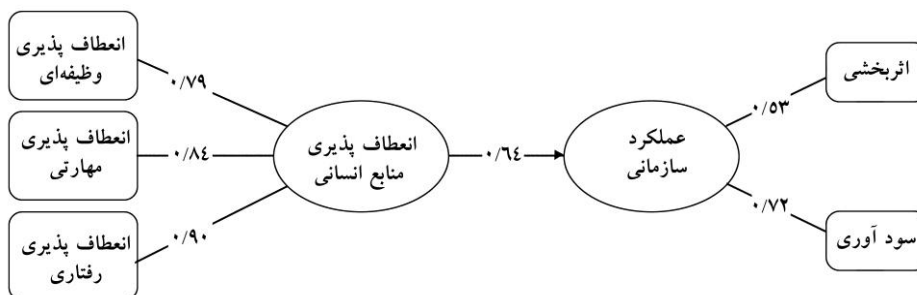 انعطاف پذیری
وظیفه‌ای
۰/۷۹
انعطاف پذیری
مهارتی
۰/۸٤
انعطاف پذیری
رفتاری
۰/۹۰
انعطاف پذیری
منابع انسانی
۰/٦٤
عملکرد
سازمانی
۰/٥۳
اثربخشی
۰/۷۲
سود آوری